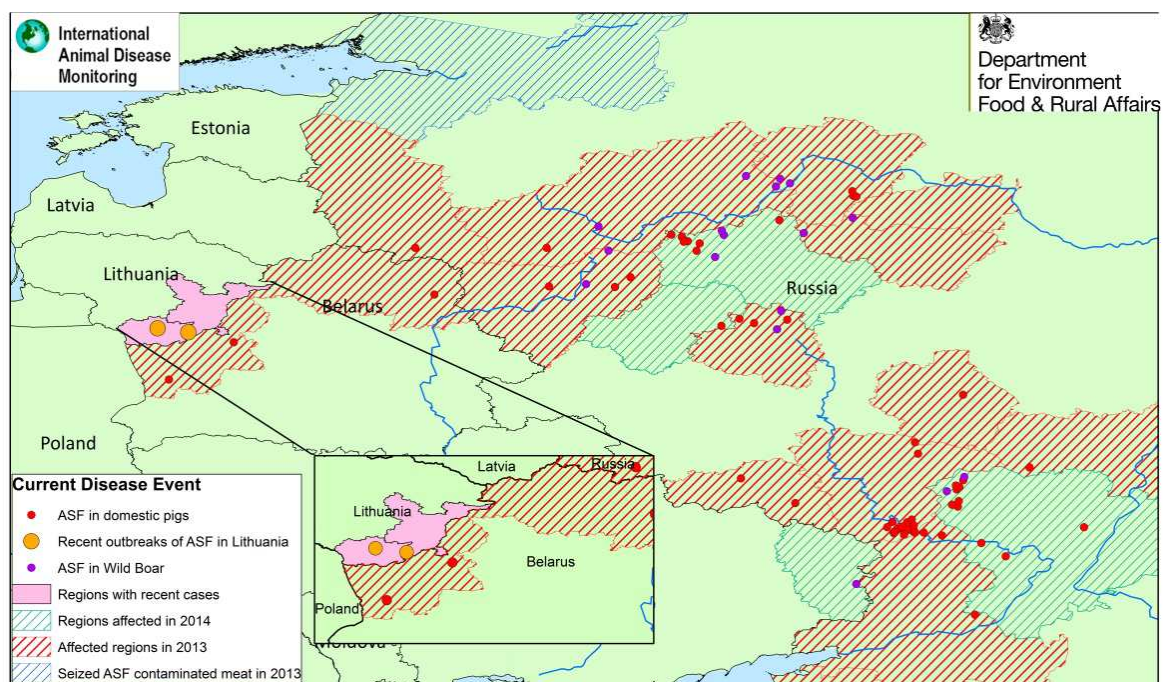 International
Animal Disease
Monitoring
Department
for Environment
Food & Rural Affairs
Estonia
Latvia
Lithuania
Belarus
Russia
Poland
Moldova
Current Disease Event
ASF in domestic pigs
Recent outbreaks of ASF in Lithuania
ASF in Wild Boar
Regions with recent cases
Regions affected in 2014
Affected regions in 2013
Seized ASF contaminated meat in 2013
Latvia
Russia
Lithuania
Belarus
Poland